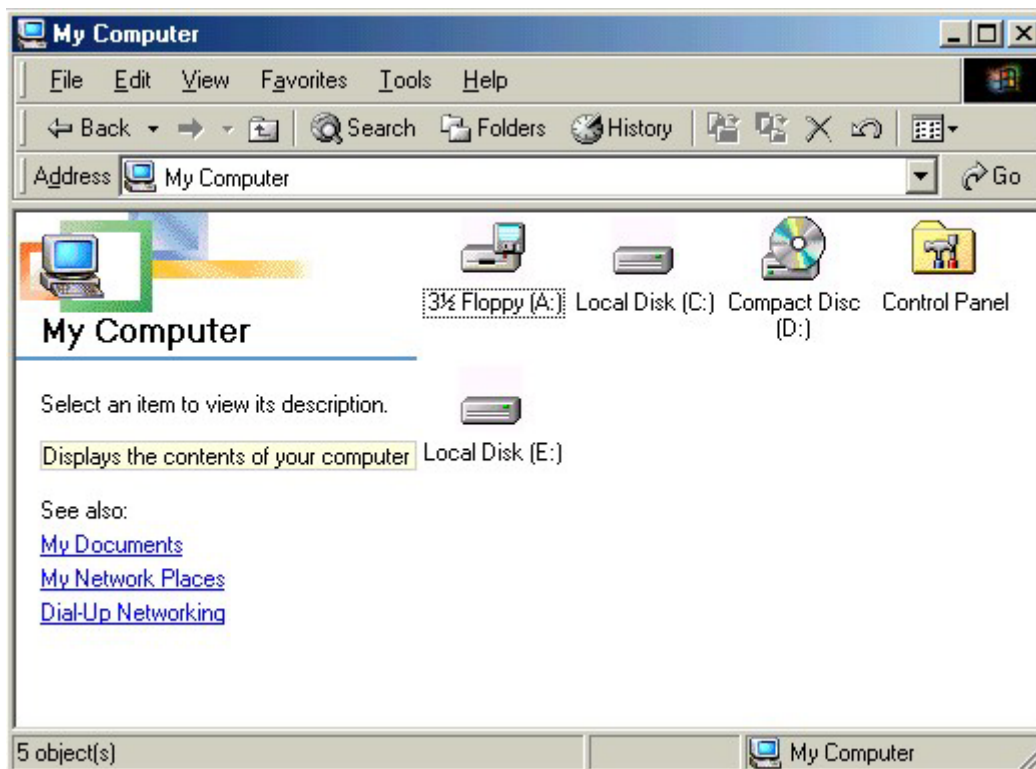 My Computer
File Edit View Favorites Tools Help
Back Search Folders History
Address My Computer Go
My Computer
Select an item to view its description.
Displays the contents of your computer
See also:
My Documents
My Network Places
Dial-Up Networking
3½ Floppy (A:) Local Disk (C:) Compact Disc Control Panel
(D:)
Local Disk (E:)
5 object(s) My Computer